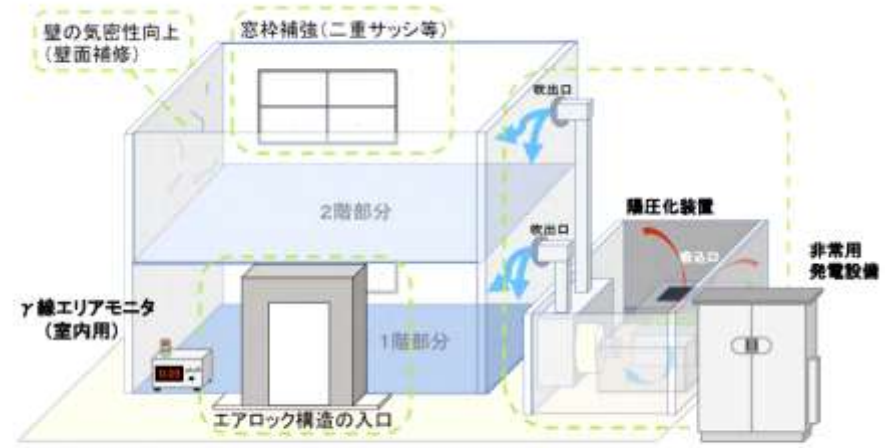 壁の気密性向上
(壁面補修)
窓枠補強(二重サッシ等)
吹出口
2階部分
陽圧化装置
吹出口
吸込口
非常用
発電設備
γ線エリアモニタ
(室内用)
1階部分
エアロック構造の入口